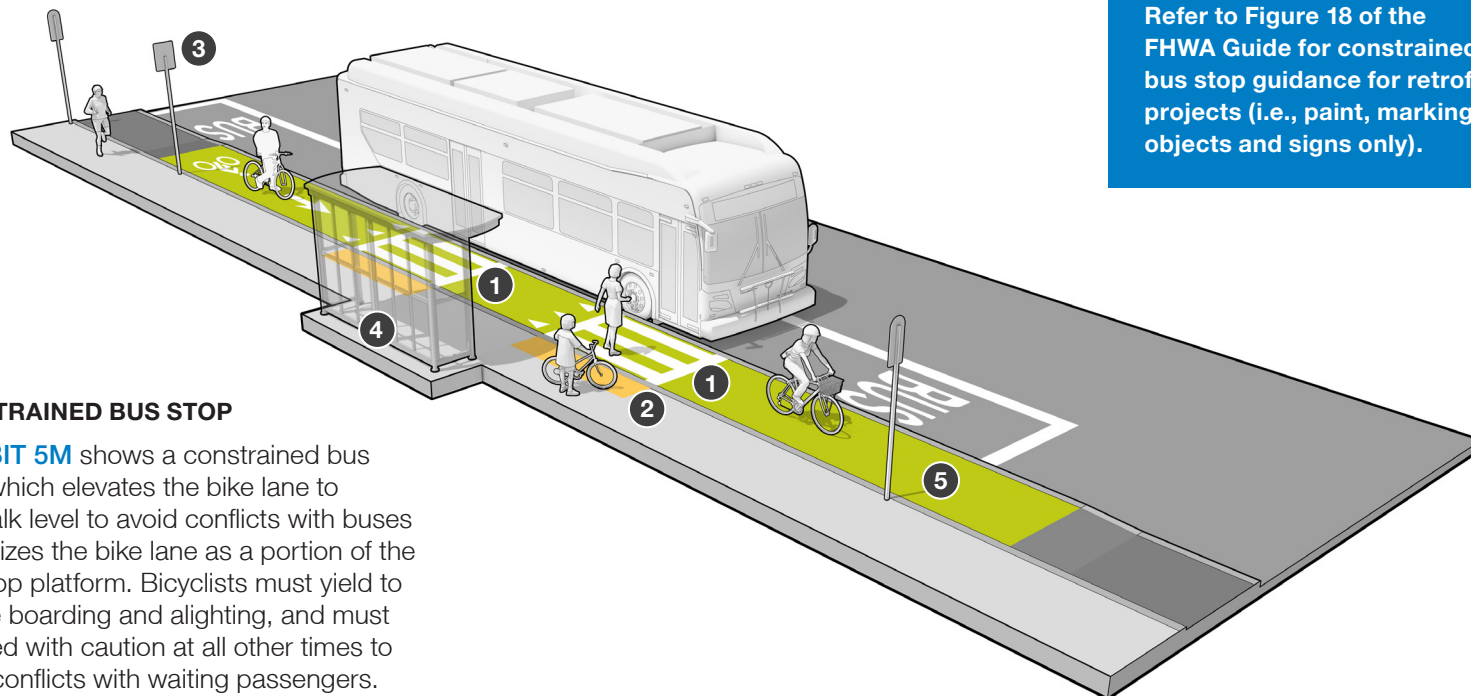 Refer to Figure 18 of the
FHWA Guide for constrained
bus stop guidance for retrof
projects (i.e., paint, marking
objects and signs only).
3
BUS
1
4
1
2
BUS
5
TRAINED BUS STOP
BIT 5M shows a constrained bus
which elevates the bike lane to
alk level to avoid conflicts with buses
izes the bike lane as a portion of the
op platform. Bicyclists must yield to
e boarding and alighting, and must
ed with caution at all other times to
conflicts with waiting passengers.